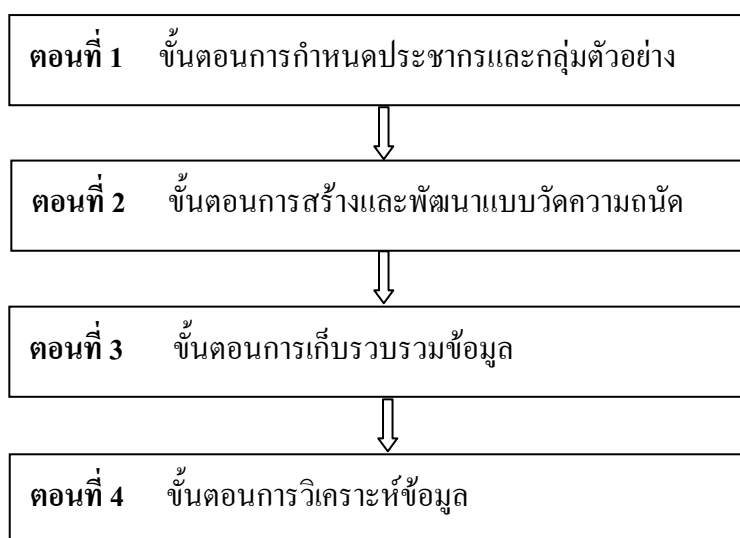 ตอนที่ 1 ขั้นตอนการกำหนดประชากรและกลุ่มตัวอย่าง
ตอนที่ 2 ขั้นตอนการสร้างและพัฒนาแบบวัดความถนัด
ตอนที่ 3 ขั้นตอนการเก็บรวบรวมข้อมูล
ตอนที่ 4 ขั้นตอนการวิเคราะห์ข้อมูล